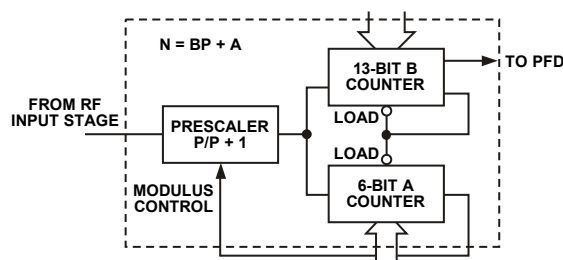 N = BP + A
13-BIT B
COUNTER
TO PFD
FROM RF
INPUT STAGE
PRESCALER
P/P + 1
LOAD
LOAD
MODULUS
CONTROL
6-BIT A
COUNTER